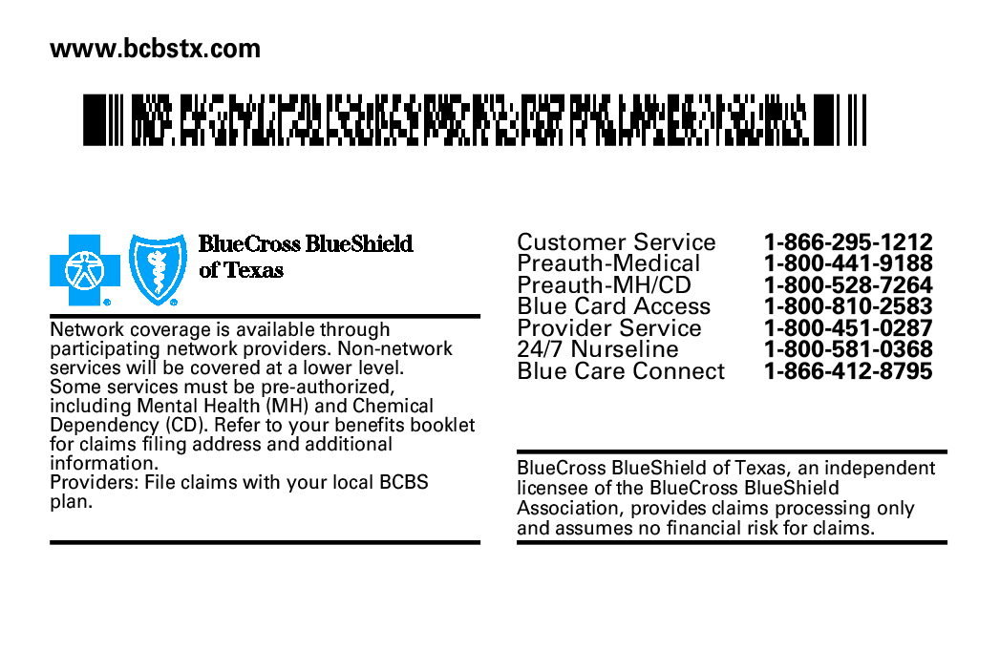 www.bcbstx.com
BlueCross BlueShield
of Texas
Network coverage is available through
participating network providers. Non-network
services will be covered at a lower level.
Some services must be pre-authorized,
including Mental Health (MH) and Chemical
Dependency (CD). Refer to your benefits booklet
for claims filing address and additional
information.
Providers: File claims with your local BCBS
plan.
Customer Service 1-866-295-1212
Preauth-Medical 1-800-441-9188
Preauth-MH/CD 1-800-528-7264
Blue Card Access 1-800-810-2583
Provider Service 1-800-451-0287
24/7 Nurseline 1-800-581-0368
Blue Care Connect 1-866-412-8795
BlueCross BlueShield of Texas, an independent
licensee of the BlueCross BlueShield
Association, provides claims processing only
and assumes no financial risk for claims.